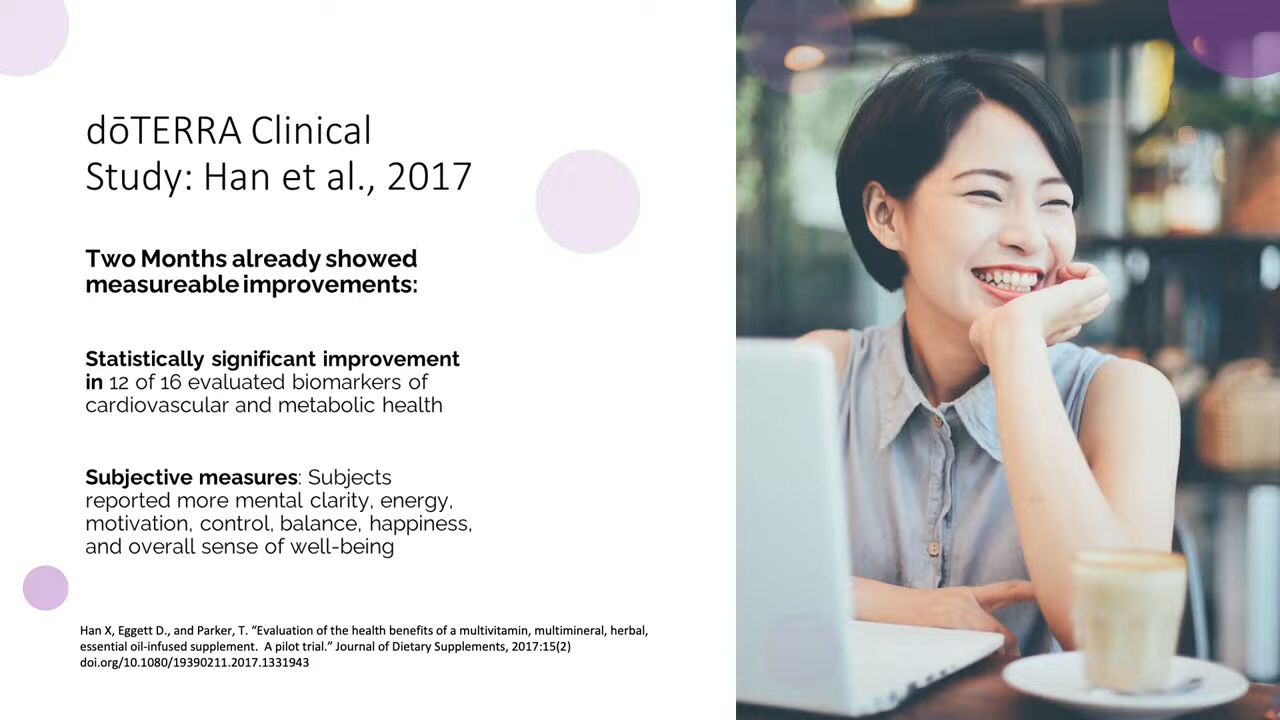 dōTERRA Clinical
Study: Han et al., 2017
Two Months already showed
measureable improvements:
Statistically significant improvement
in 12 of 16 evaluated biomarkers of
cardiovascular and metabolic health
Subjective measures: Subjects
reported more mental clarity, energy,
motivation, control, balance, happiness,
and overall sense of well-being
Han X, Eggett D., and Parker, T. “Evaluation of the health benefits of a multivitamin, multimineral, herbal,
essential oil-infused supplement.  A pilot trial.” Journal of Dietary Supplements, 2017:15(2)
doi.org/10.1080/19390211.2017.1331943